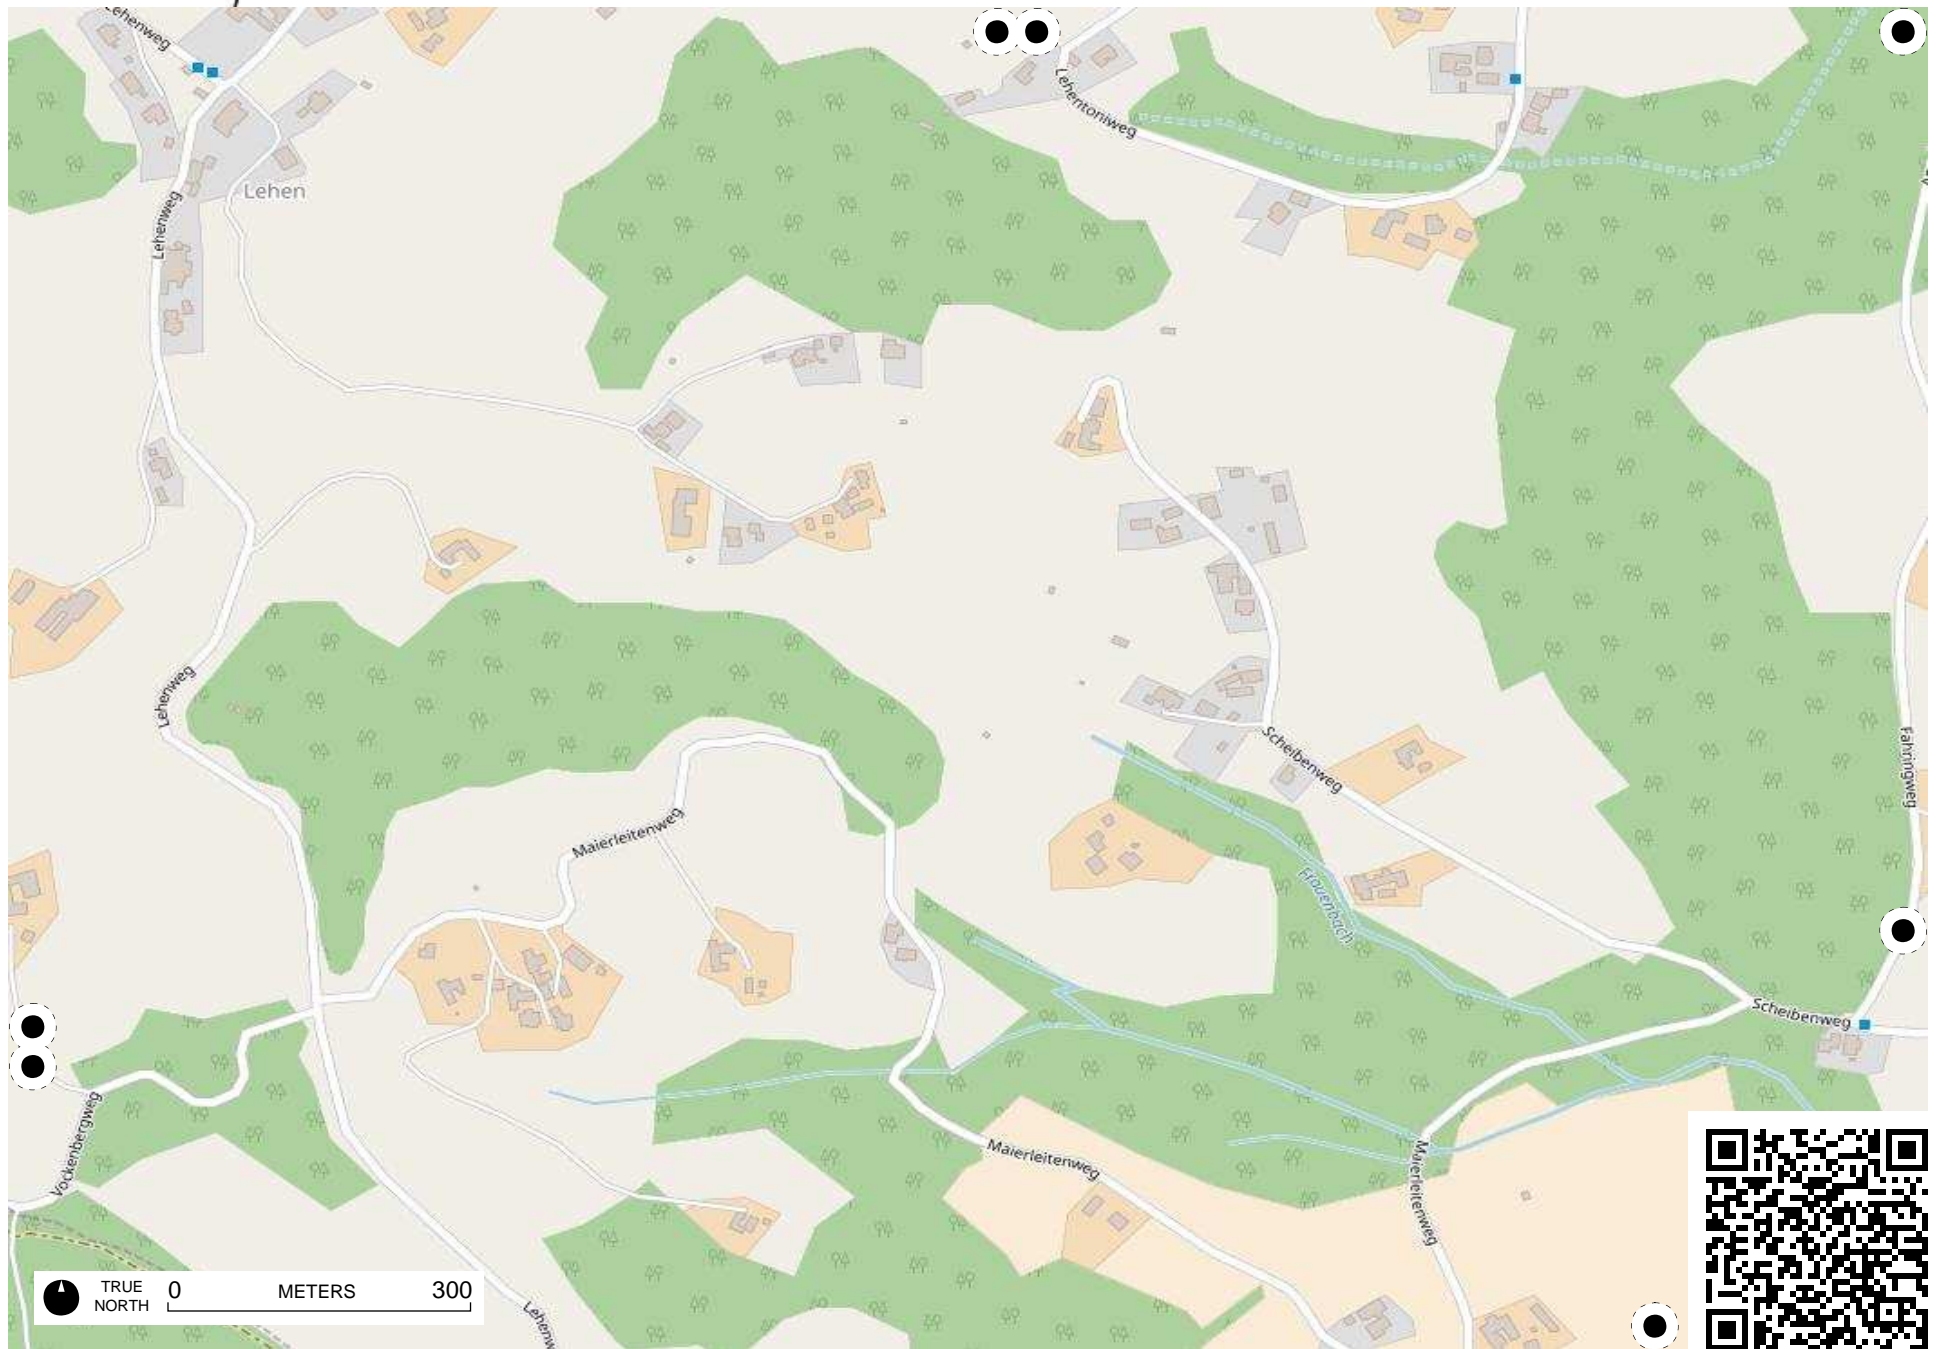 Lehenweg
Lehentoniweg
Lehen
Lehenweg
Lehenweg
Scheibenweg
Fahringweg
Maierleitenweg
Frauenbach
Scheibenweg
Vockenbergweg
Maierleitenweg
Maierleitenweg
TRUE NORTH
0 METERS 300
Lehenw